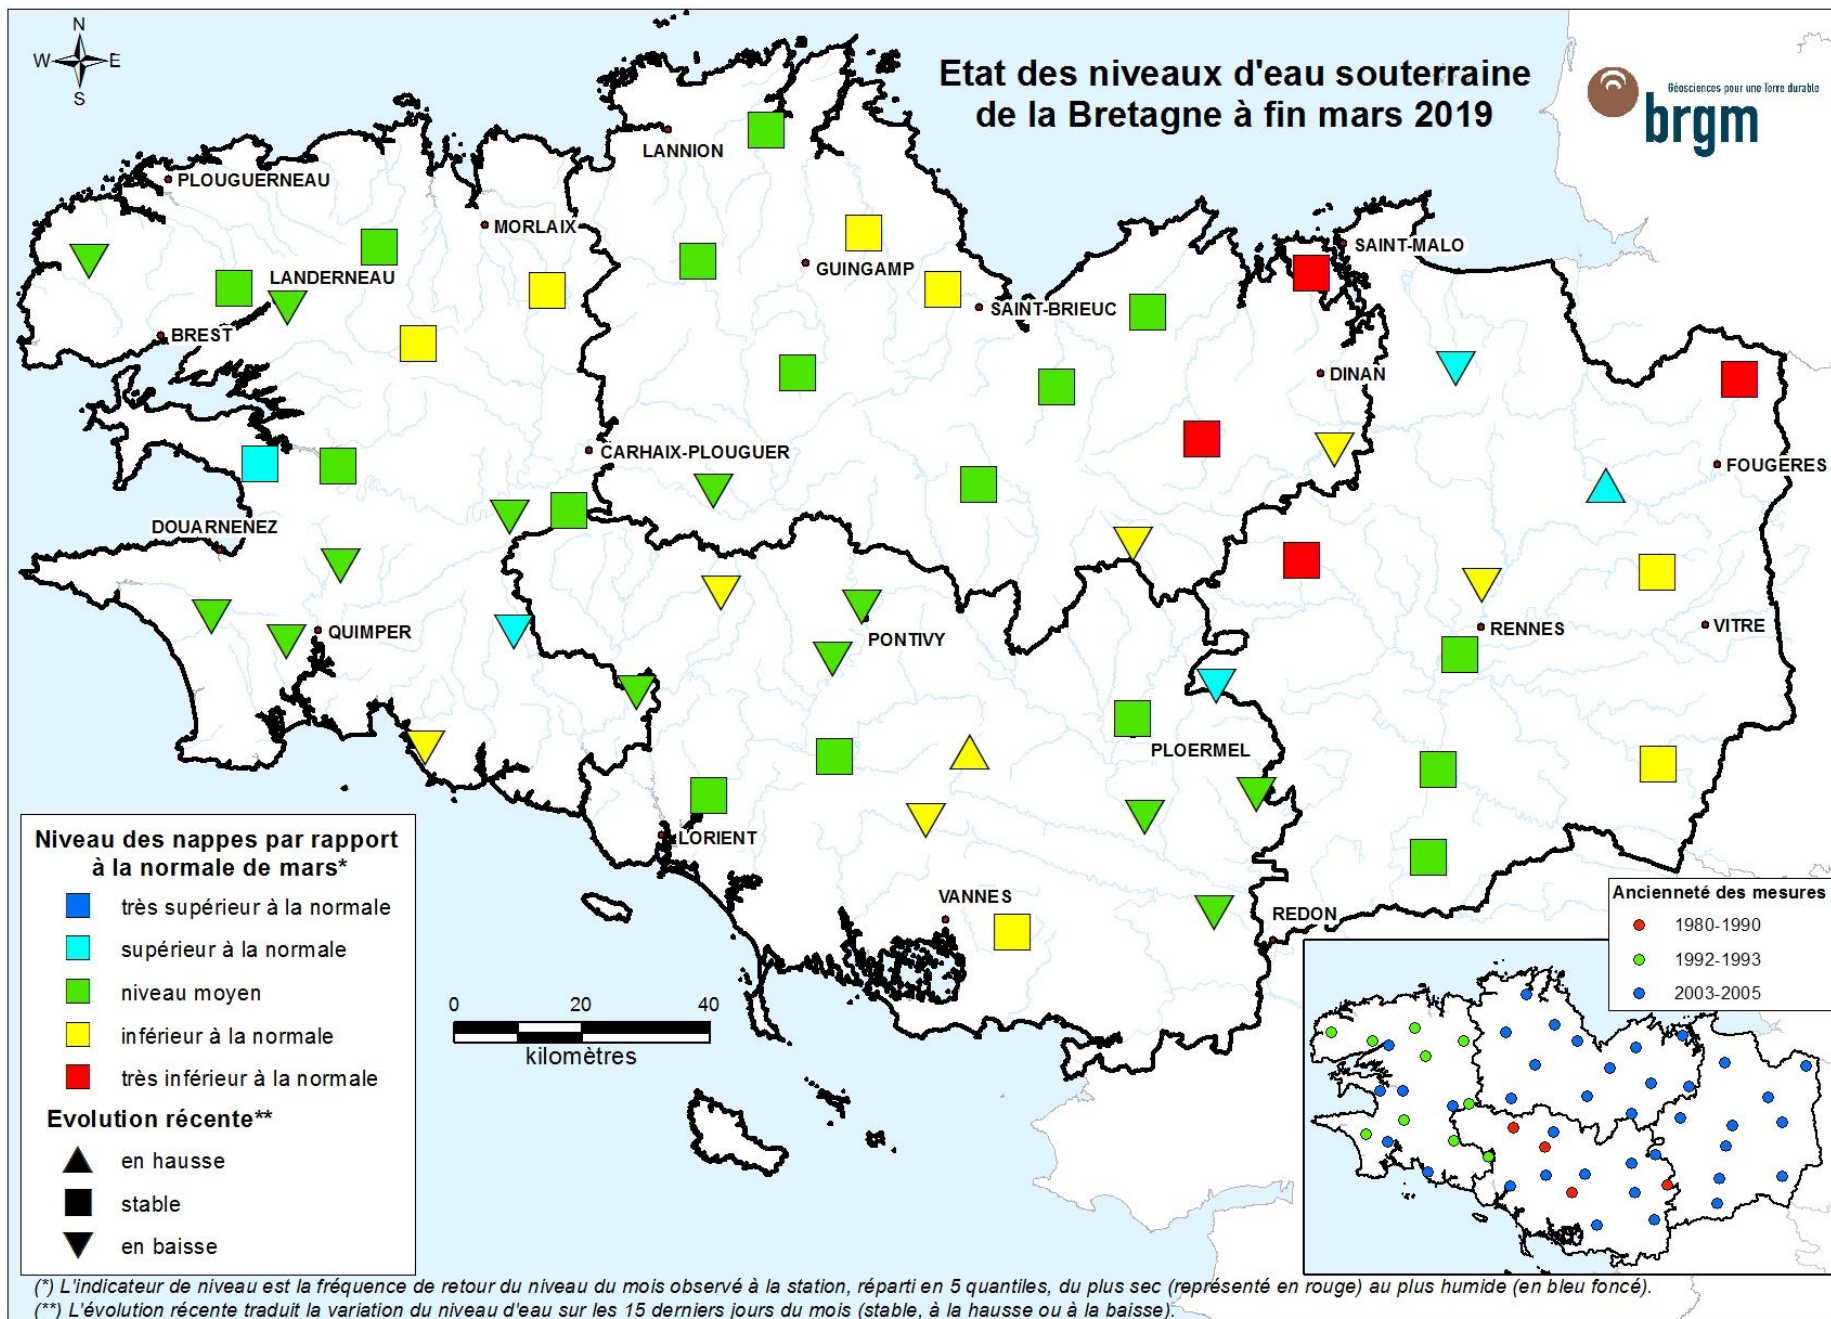 N
W
E
S
Etat des niveaux d'eau souterraine
de la Bretagne à fin mars 2019
Géosciences pour une Terre durable
brgm
LANNION
PLOUGUERNEAU
MORLAIX
SAINT-MALO
GUINGAMP
LANDERNEAU
SAINT-BRIEUC
BREST
DINAN
CARHAIX-PLOUGUER
FOUGERES
DOUARNENEZ
QUIMPER
PONTIVY
RENNES
VITRE
PLOERMEL
LORIENT
VANNES
REDON
Niveau des nappes par rapport
à la normale de mars*
très supérieur à la normale
supérieur à la normale
niveau moyen
inférieur à la normale
très inférieur à la normale
Evolution récente**
en hausse
stable
en baisse
0 20 40
kilomètres
Ancienneté des mesures
1980-1990
1992-1993
2003-2005
(*) L'indicateur de niveau est la fréquence de retour du niveau du mois observé à la station, réparti en 5 quantiles, du plus sec (représenté en rouge) au plus humide (en bleu foncé).
(**) L'évolution récente traduit la variation du niveau d'eau sur les 15 derniers jours du mois (stable, à la hausse ou à la baisse).